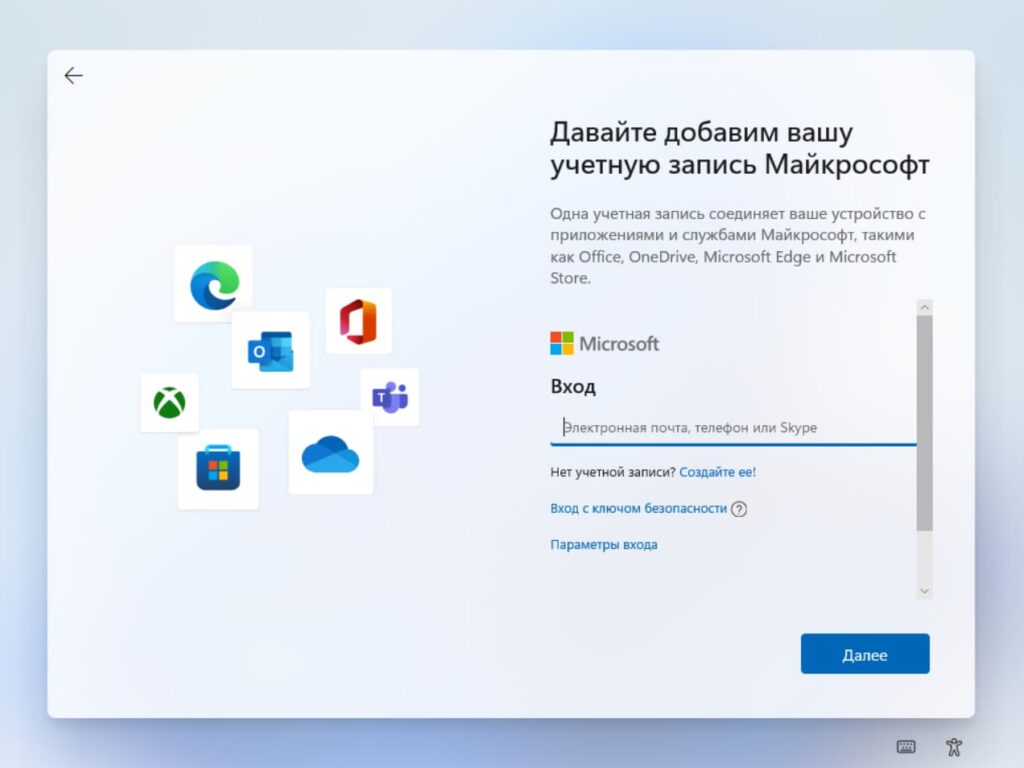 Давайте добавим вашу
учетную запись Майкрософт
Одна учетная запись соединяет ваше устройство с
приложениями и службами Майкрософт, такими
как Office, OneDrive, Microsoft Edge и Microsoft
Store.
Microsoft
Вход
Электронная почта, телефон или Skype
Нет учетной записи? Создайте ее!
Вход с ключом безопасности ?
Параметры входа
Далее